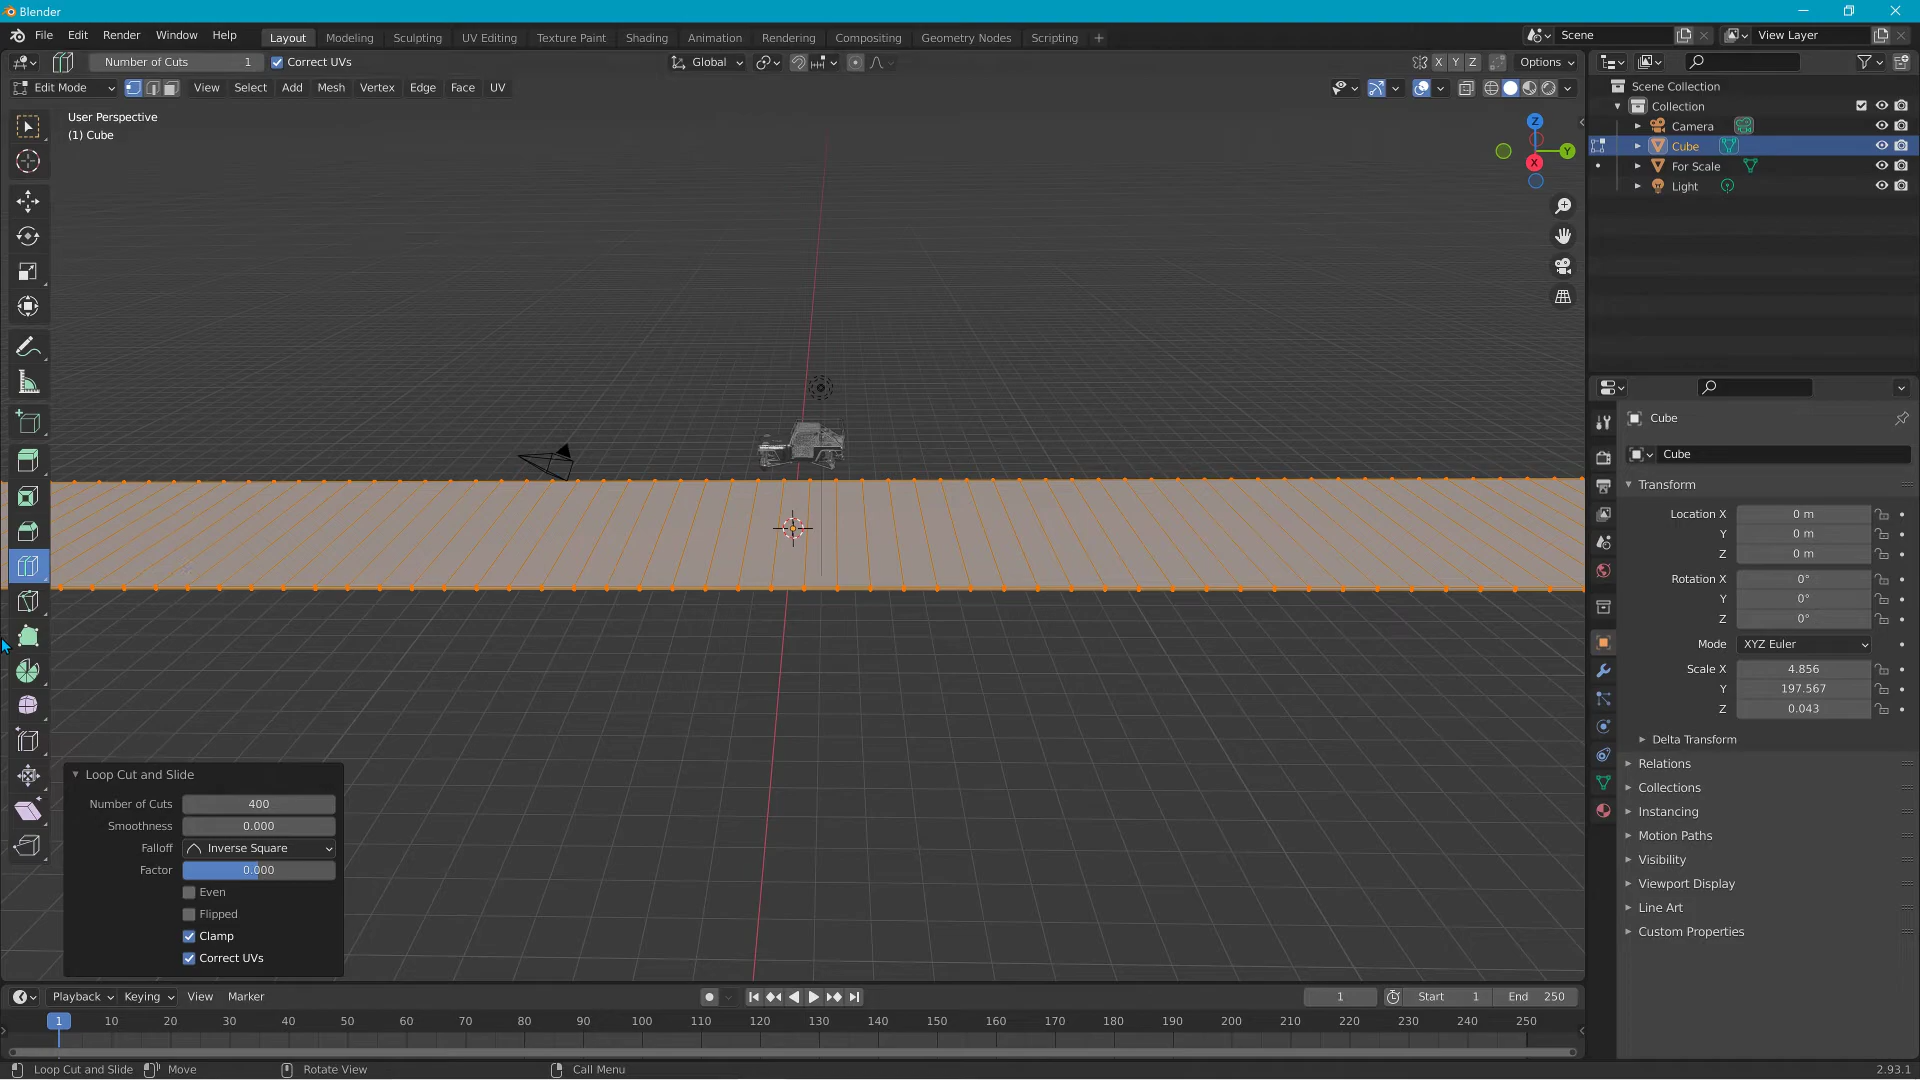 Blender
File Edit Render Window Help Layout Modeling Sculpting UV Editing Texture Paint Shading Animation Rendering Compositing Geometry Nodes Scripting + Scene View Layer
Number of Cuts 1 Correct UVs Global X Y Z Options
Edit Mode View Select Add Mesh Vertex Edge Face UV
User Perspective
(1) Cube
Z
Y
X
Scene Collection
Collection
Camera
Cube
For Scale
Light
Cube
Cube
Transform
Location X 0 m
Y 0 m
Z 0 m
Rotation X 0°
Y 0°
Z 0°
Mode XYZ Euler
Scale X 4.856
Y 197.567
Z 0.043
Delta Transform
Relations
Collections
Instancing
Motion Paths
Visibility
Viewport Display
Line Art
Custom Properties
Loop Cut and Slide
Number of Cuts 400
Smoothness 0.000
Falloff Inverse Square
Factor 0.000
Even
Flipped
Clamp
Correct UVs
Playback Keying View Marker 1 Start 1 End 250
1 10 20 30 40 50 60 70 80 90 100 110 120 130 140 150 160 170 180 190 200 210 220 230 240 250
Loop Cut and Slide Move Rotate View Call Menu 2.93.1